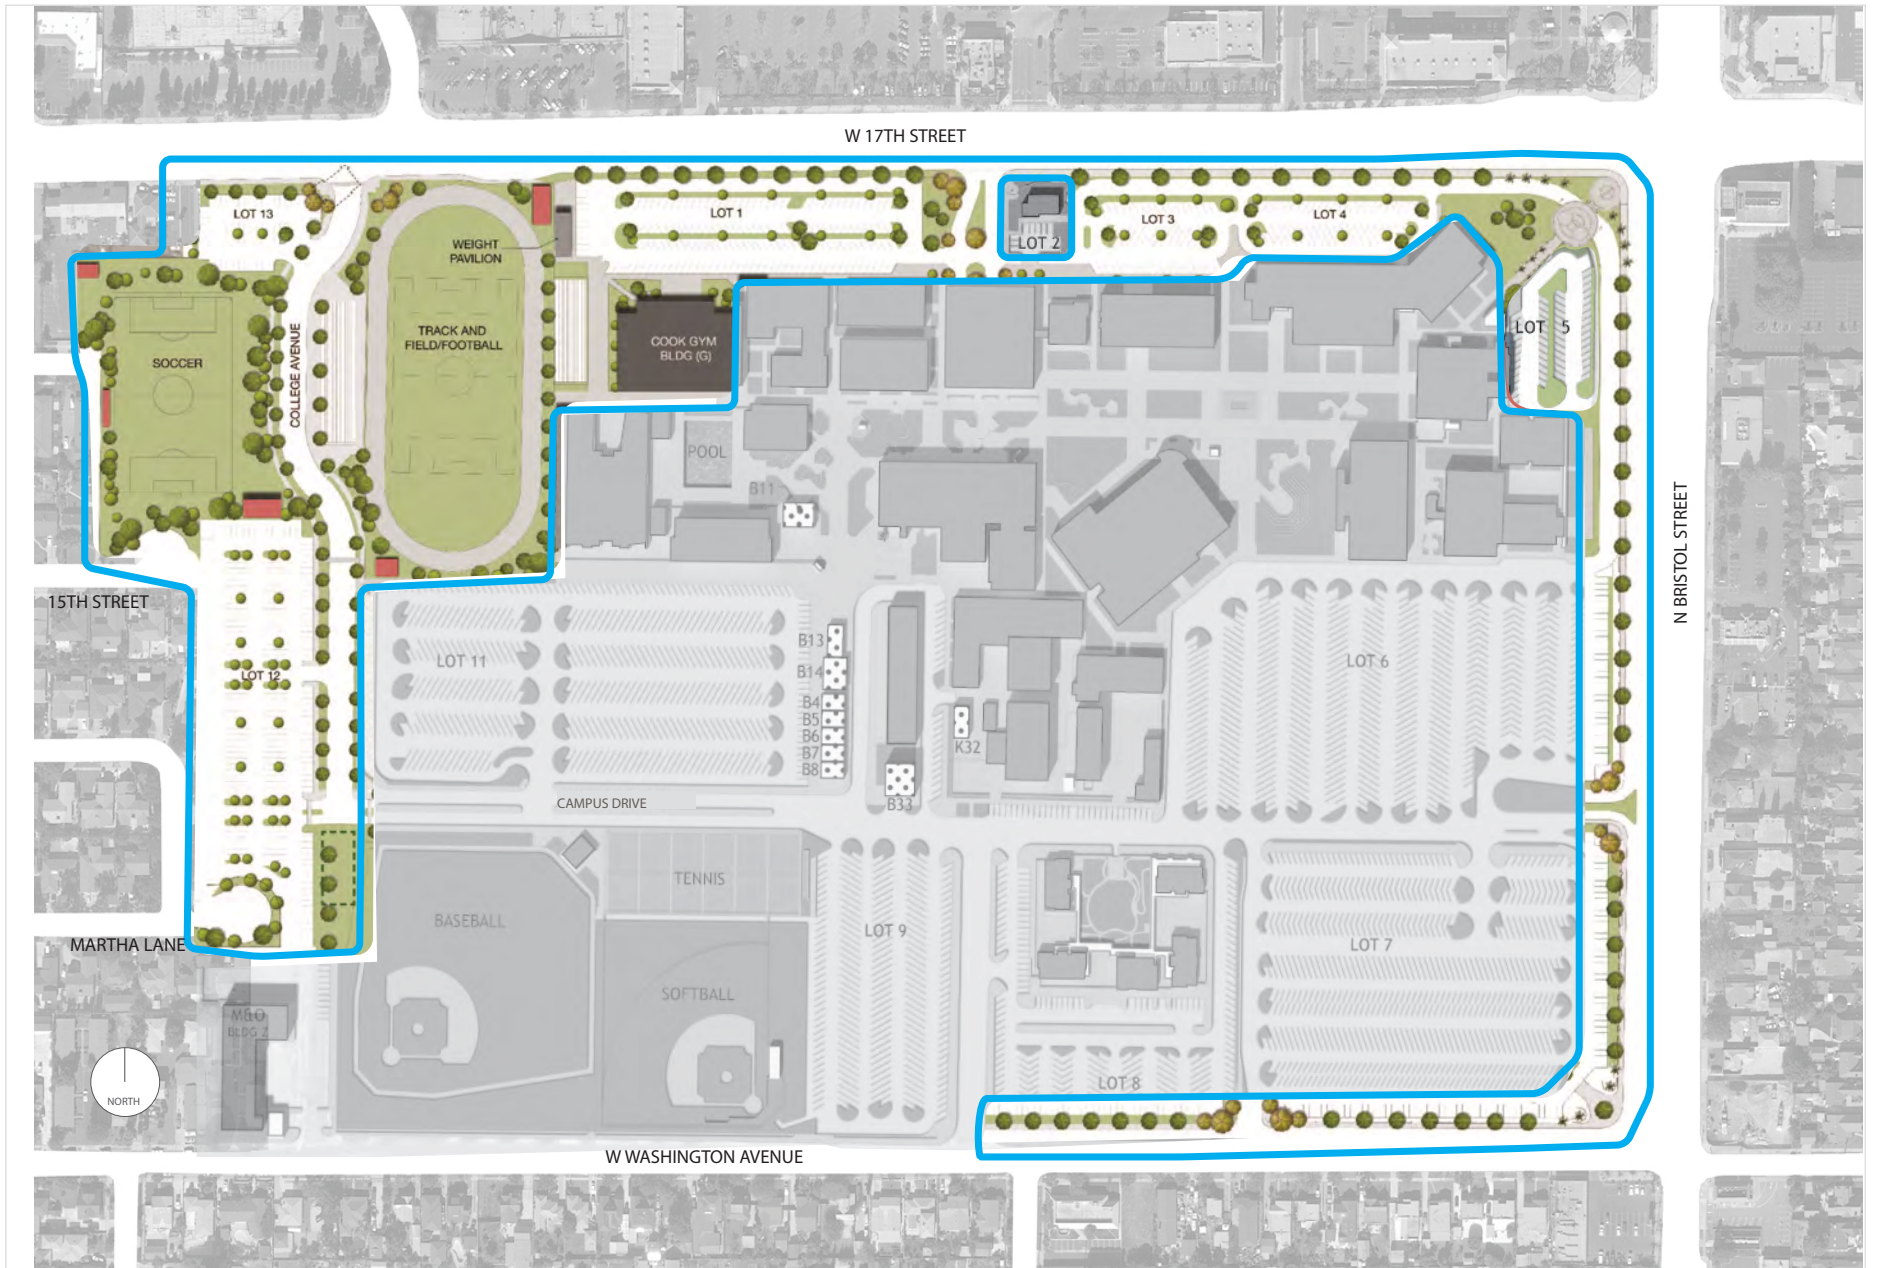 W 17TH STREET
LOT 13
LOT 1
LOT 3
LOT 4
LOT 2
WEIGHT
PAVILION
TRACK AND
FIELD/FOOTBALL
COOK GYM
BLDG (G)
LOT 5
SOCCER
COLLEGE AVENUE
POOL
B11
N BRISTOL STREET
15TH STREET
B13
LOT 11
LOT 6
B14
LOT 12
B4
B5
B6
B7
B8
K32
CAMPUS DRIVE
B33
TENNIS
BASEBALL
LOT 9
LOT 7
MARTHA LANE
SOFTBALL
M&O
BLDG Z
LOT 8
NORTH
W WASHINGTON AVENUE